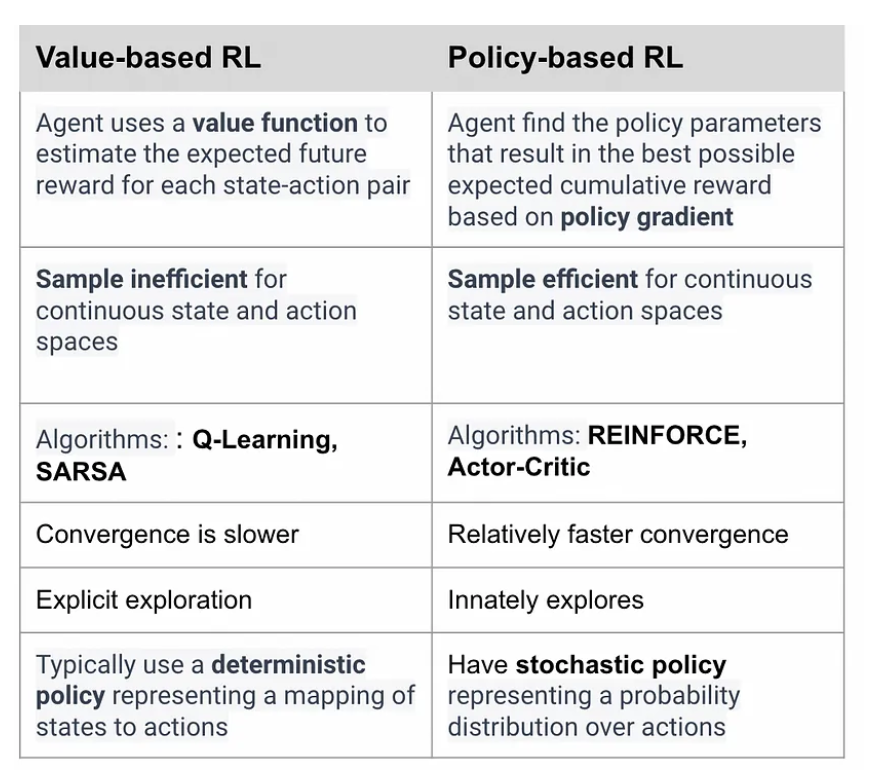 Value-based RL
Policy-based RL
Agent uses a value function to
estimate the expected future
reward for each state-action pair
Agent find the policy parameters
that result in the best possible
expected cumulative reward
based on policy gradient
Sample inefficient for
continuous state and action
spaces
Sample efficient for continuous
state and action spaces
Algorithms: : Q-Learning,
SARSA
Algorithms: REINFORCE,
Actor-Critic
Convergence is slower
Relatively faster convergence
Explicit exploration
Innately explores
Typically use a deterministic
policy representing a mapping of
states to actions
Have stochastic policy
representing a probability
distribution over actions